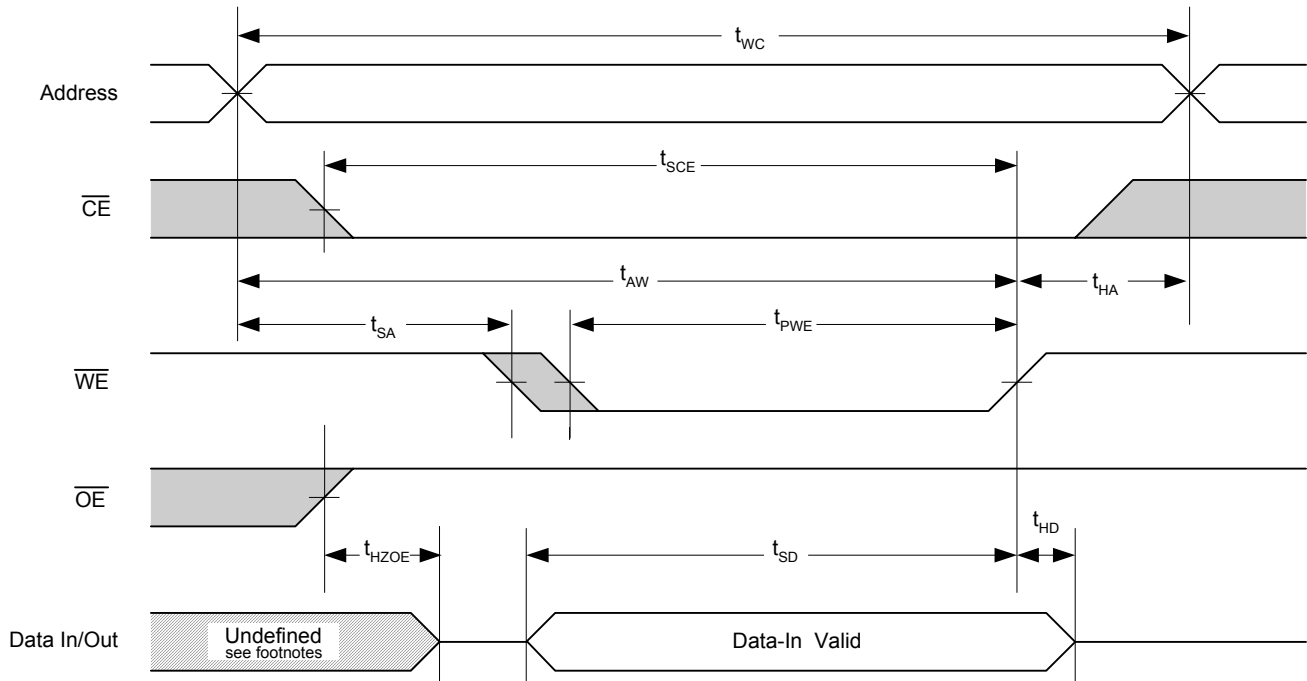 tWC
Address
tSCE
CE
tAW
tHA
tSA
tPWE
WE
OE
tHD
tHZOE
tSD
Data In/Out
Undefined
see footnotes
Data-In Valid